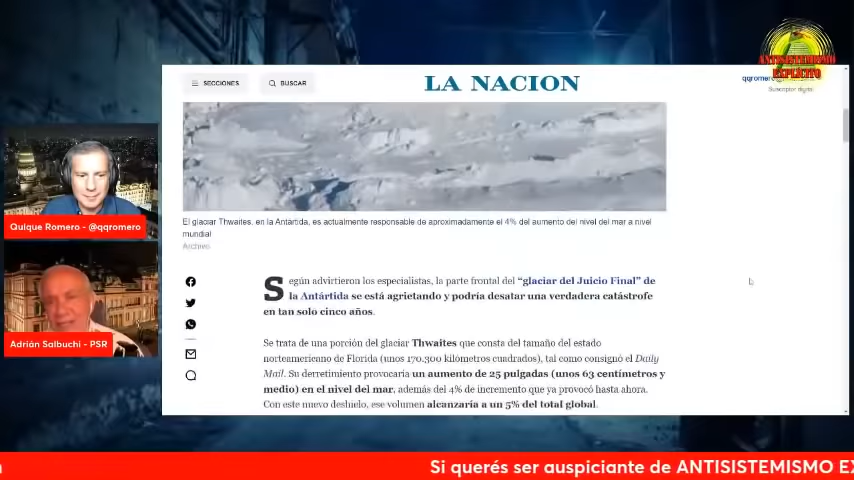 ANTISISTEMISMO
EXPLÍCITO
SECCIONES
BUSCAR
LA NACION
Suscriptor digital
El glaciar Thwaites, en la Antártida, es actualmente responsable de aproximadamente el 4% del aumento del nivel del mar a nivel
mundial
Archivo
Según advirtieron los especialistas, la parte frontal del “glaciar del Juicio Final” de
la Antártida se está agrietando y podría desatar una verdadera catástrofe
en tan solo cinco años.
Se trata de una porción del glaciar Thwaites que consta del tamaño del estado
norteamericano de Florida (unos 170.300 kilómetros cuadrados), tal como consignó el Daily
Mail. Su derretimiento provocaría un aumento de 25 pulgadas (unos 63 centímetros y
medio) en el nivel del mar, además del 4% de incremento que ya provocó hasta ahora.
Con este nuevo deshielo, ese volumen alcanzaría a un 5% del total global.
Quique Romero - @qqromero
Adrián Salbuchi - PSR
Si querés ser auspiciante de ANTISISTEMISMO EX